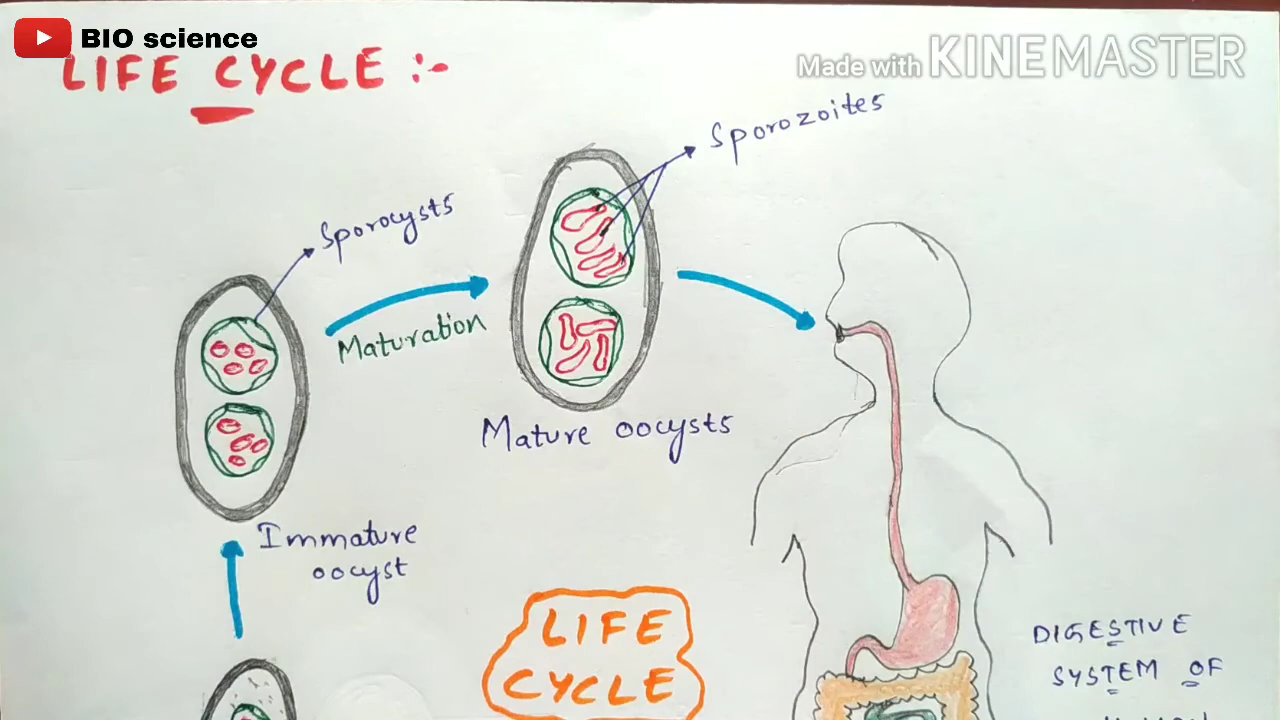 BIO science
Made with KINEMASTER
LIFE CYCLE :-
Sporozoites
Sporocysts
Maturation
Mature oocysts
Immature
oocyst
LIFE
CYCLE
DIGESTIVE
SYSTEM OF